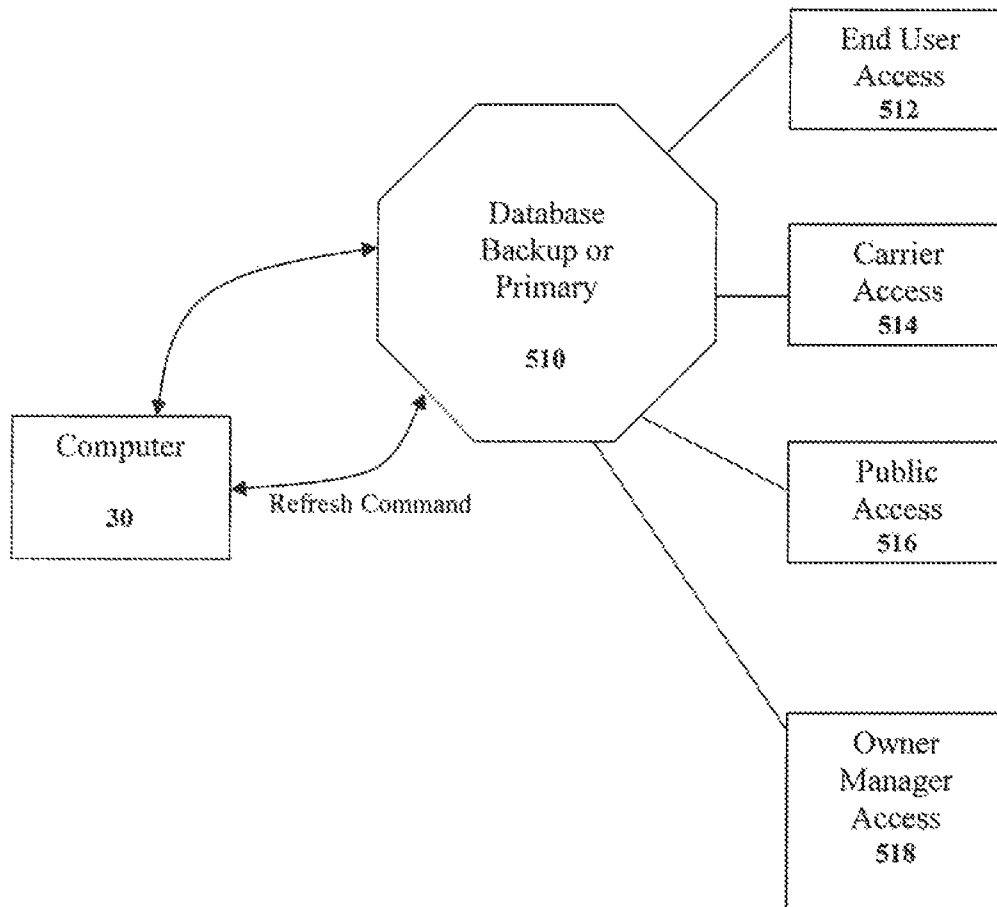 End User
Access
512
Database
Backup or
Primary
510
Carrier
Access
514
Computer
30
Refresh Command
Public
Access
516
Owner
Manager
Access
518